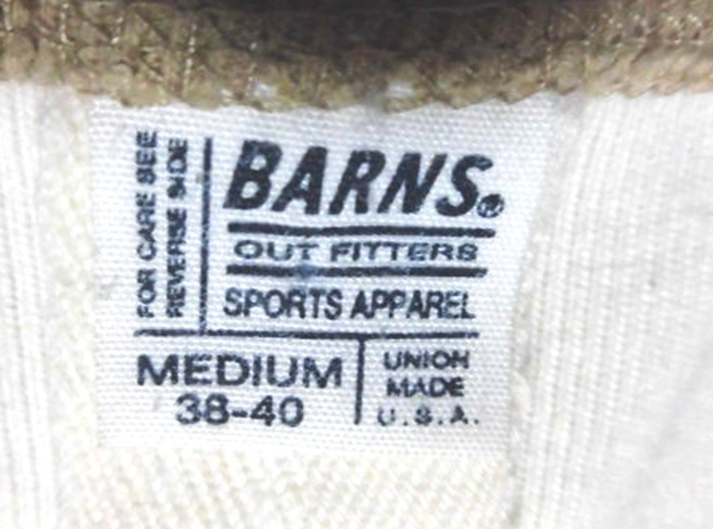 FOR CARE SEE
REVERSE SIDE
BARNS®
OUT FITTERS
SPORTS APPAREL
MEDIUM
38-40
UNION
MADE
U.S.A.